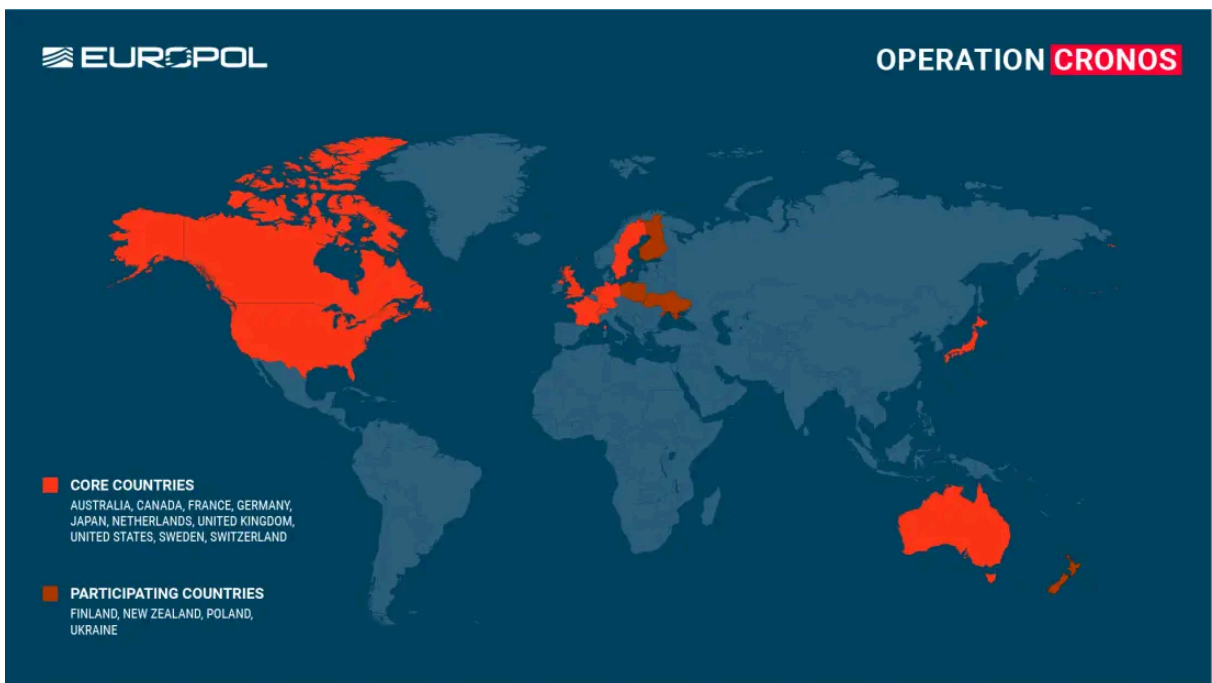 EUROPOL
OPERATION CRONOS
CORE COUNTRIES
AUSTRALIA, CANADA, FRANCE, GERMANY,
JAPAN, NETHERLANDS, UNITED KINGDOM,
UNITED STATES, SWEDEN, SWITZERLAND
PARTICIPATING COUNTRIES
FINLAND, NEW ZEALAND, POLAND,
UKRAINE